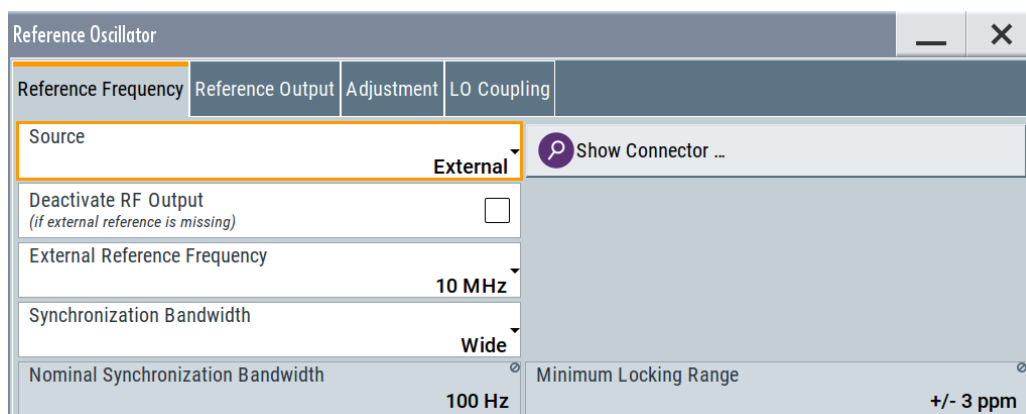 Reference Oscillator
Reference Frequency Reference Output Adjustment LO Coupling
Source
External
Show Connector ...
Deactivate RF Output
(if external reference is missing)
External Reference Frequency
10 MHz
Synchronization Bandwidth
Wide
Nominal Synchronization Bandwidth
100 Hz
Minimum Locking Range
+/- 3 ppm